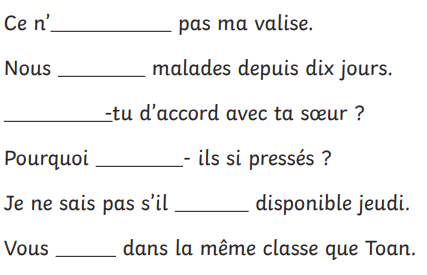 Ce n'____________ pas ma valise.
Nous _________ malades depuis dix jours.
__________-tu d'accord avec ta sœur ?
Pourquoi ________- ils si pressés ?
Je ne sais pas s'il _______ disponible jeudi.
Vous ______ dans la même classe que Toan.